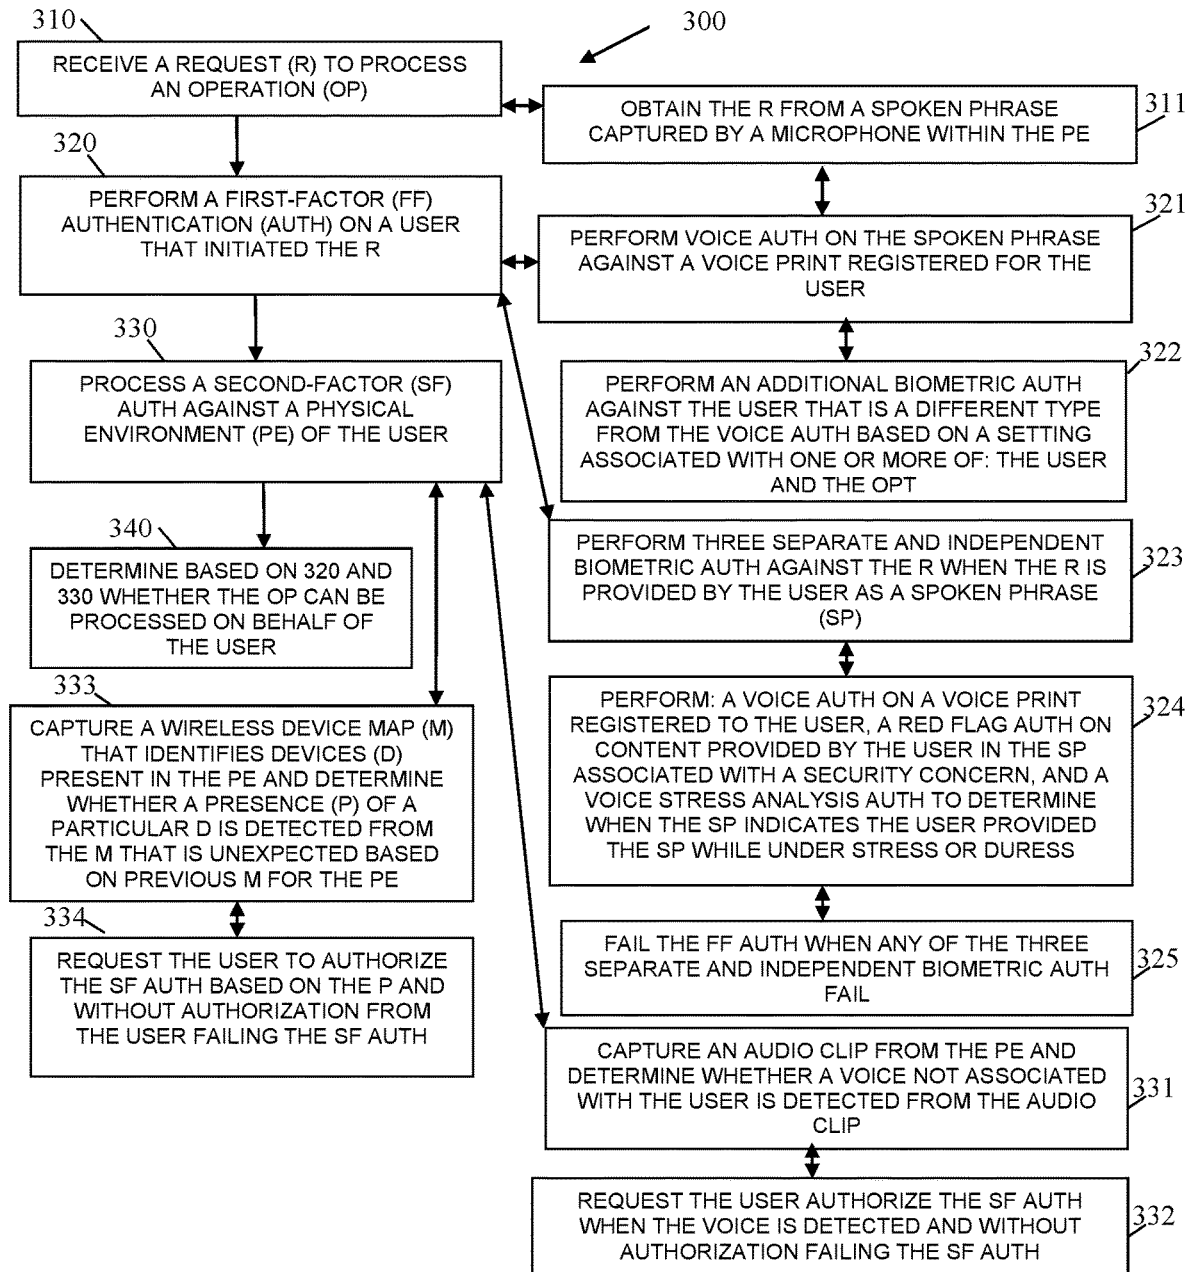 310
300
RECEIVE A REQUEST (R) TO PROCESS
AN OPERATION (OP)
OBTAIN THE R FROM A SPOKEN PHRASE
CAPTURED BY A MICROPHONE WITHIN THE PE
311
320
PERFORM A FIRST-FACTOR (FF)
AUTHENTICATION (AUTH) ON A USER
THAT INITIATED THE R
321
PERFORM VOICE AUTH ON THE SPOKEN PHRASE
AGAINST A VOICE PRINT REGISTERED FOR THE
USER
330
PROCESS A SECOND-FACTOR (SF)
AUTH AGAINST A PHYSICAL
ENVIRONMENT (PE) OF THE USER
322
PERFORM AN ADDITIONAL BIOMETRIC AUTH
AGAINST THE USER THAT IS A DIFFERENT TYPE
FROM THE VOICE AUTH BASED ON A SETTING
ASSOCIATED WITH ONE OR MORE OF: THE USER
AND THE OPT
340
DETERMINE BASED ON 320 AND
330 WHETHER THE OP CAN BE
PROCESSED ON BEHALF OF
THE USER
PERFORM THREE SEPARATE AND INDEPENDENT
BIOMETRIC AUTH AGAINST THE R WHEN THE R IS
PROVIDED BY THE USER AS A SPOKEN PHRASE
(SP)
323
333
CAPTURE A WIRELESS DEVICE MAP (M)
THAT IDENTIFIES DEVICES (D)
PRESENT IN THE PE AND DETERMINE
WHETHER A PRESENCE (P) OF A
PARTICULAR D IS DETECTED FROM
THE M THAT IS UNEXPECTED BASED
ON PREVIOUS M FOR THE PE
PERFORM: A VOICE AUTH ON A VOICE PRINT
REGISTERED TO THE USER, A RED FLAG AUTH ON
CONTENT PROVIDED BY THE USER IN THE SP
ASSOCIATED WITH A SECURITY CONCERN, AND A
VOICE STRESS ANALYSIS AUTH TO DETERMINE
WHEN THE SP INDICATES THE USER PROVIDED
THE SP WHILE UNDER STRESS OR DURESS
324
334
REQUEST THE USER TO AUTHORIZE
THE SF AUTH BASED ON THE P AND
WITHOUT AUTHORIZATION FROM
THE USER FAILING THE SF AUTH
FAIL THE FF AUTH WHEN ANY OF THE THREE
SEPARATE AND INDEPENDENT BIOMETRIC AUTH
FAIL
325
CAPTURE AN AUDIO CLIP FROM THE PE AND
DETERMINE WHETHER A VOICE NOT ASSOCIATED
WITH THE USER IS DETECTED FROM THE AUDIO
CLIP
331
REQUEST THE USER AUTHORIZE THE SF AUTH
WHEN THE VOICE IS DETECTED AND WITHOUT
AUTHORIZATION FAILING THE SF AUTH
332